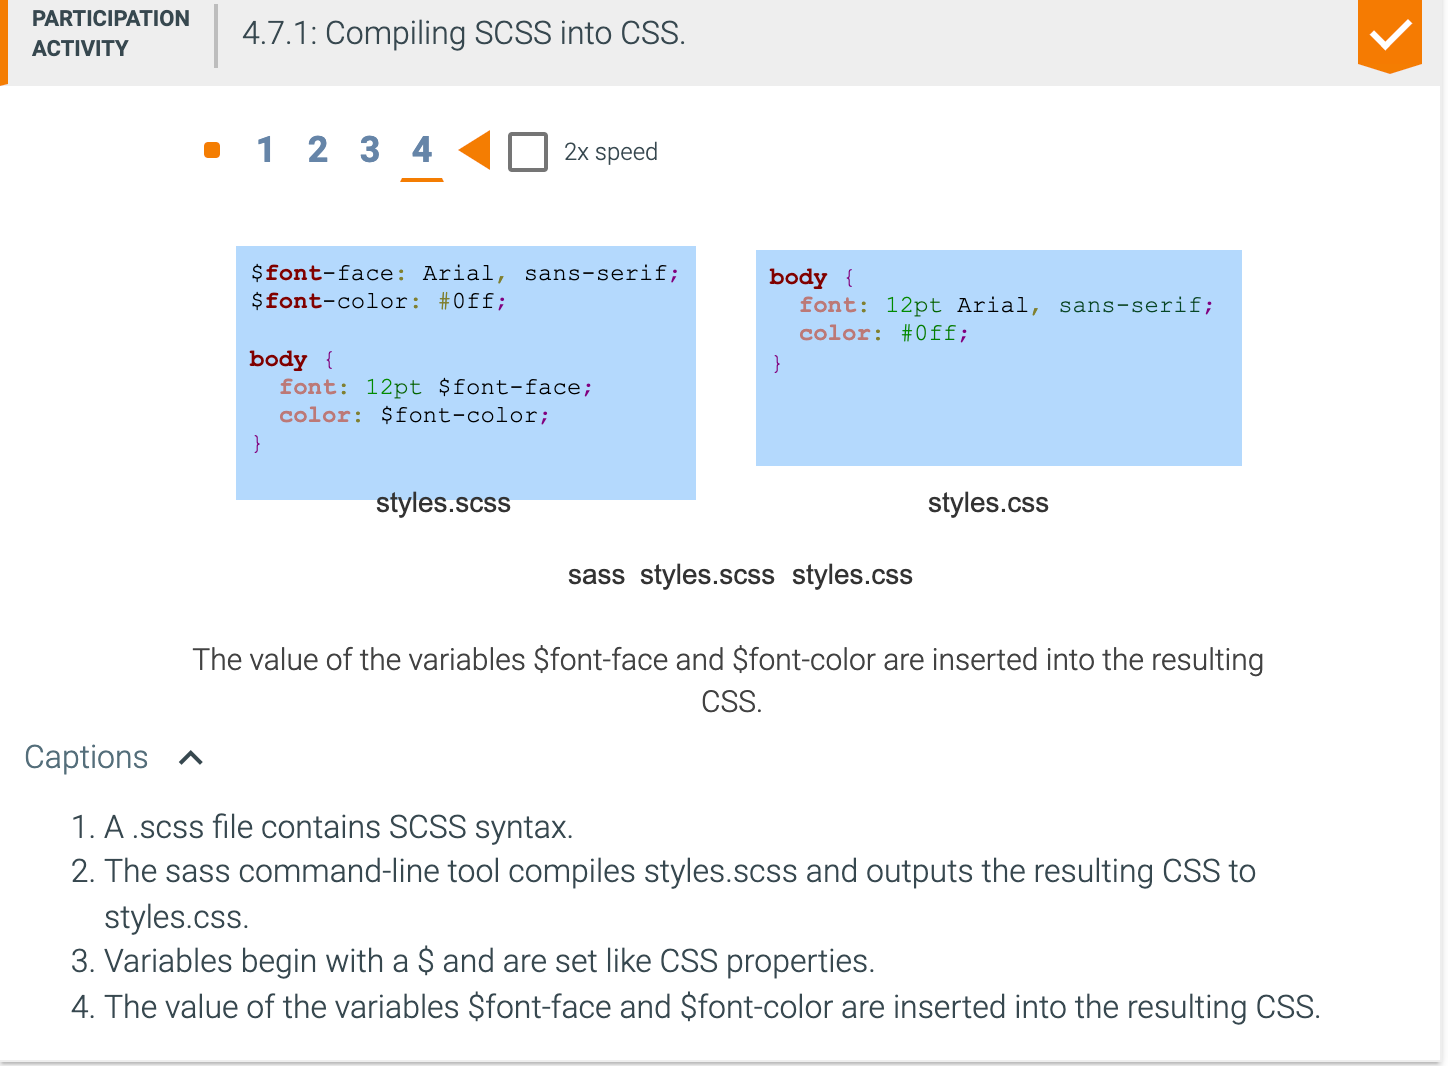 PARTICIPATION
ACTIVITY
4.7.1: Compiling SCSS into CSS.
1 2 3 4 2x speed
$font-face: Arial, sans-serif;
$font-color: #0ff;
body {
font: 12pt $font-face;
color: $font-color;
}
styles.scss
body {
font: 12pt Arial, sans-serif;
color: #0ff;
}
styles.css
sass styles.scss styles.css
The value of the variables $font-face and $font-color are inserted into the resulting
CSS.
Captions
1. A .scss file contains SCSS syntax.
2. The sass command-line tool compiles styles.scss and outputs the resulting CSS to
styles.css.
3. Variables begin with a $ and are set like CSS properties.
4. The value of the variables $font-face and $font-color are inserted into the resulting CSS.